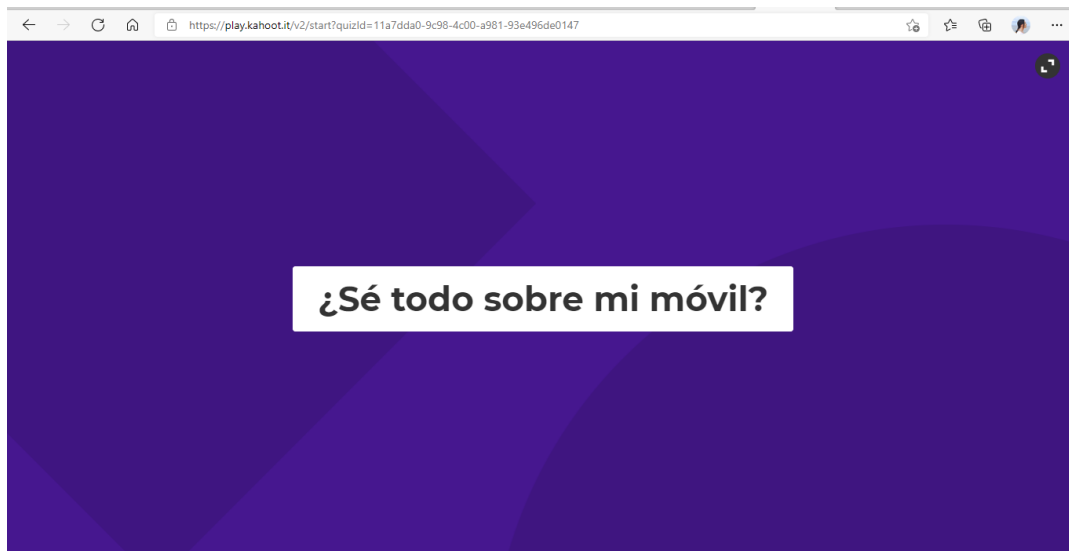 https://play.kahoot.it/v2/start?quizId=11a7dda0-9c98-4c00-a981-93e496de0147
¿Sé todo sobre mi móvil?